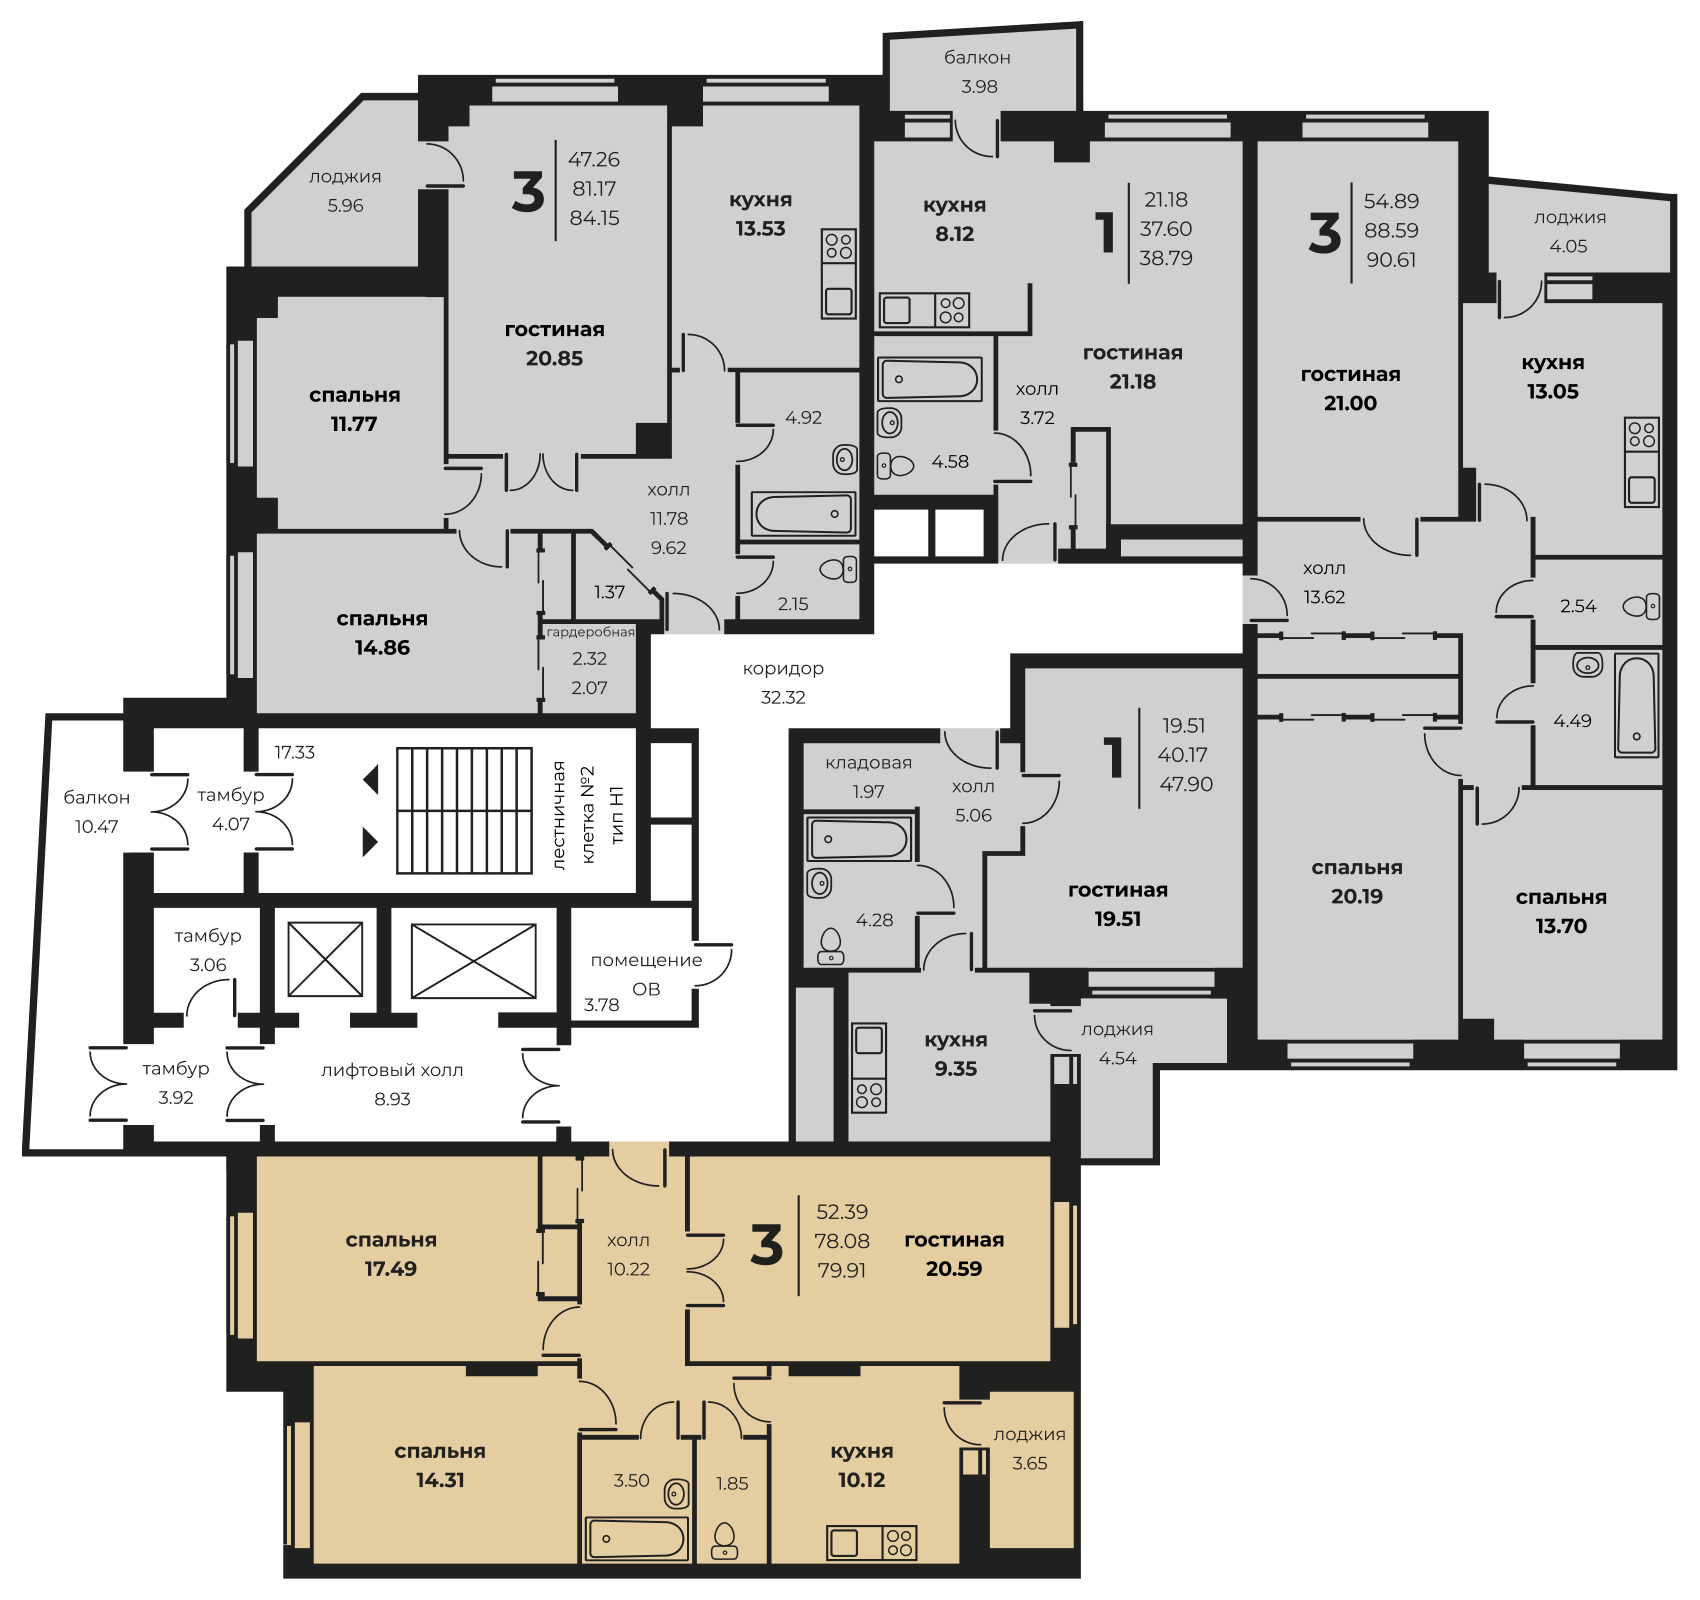 балкон
3.98
лоджия
5.96
3
47.26
81.17
84.15
кухня
13.53
гостиная
20.85
спальня
11.77
4.92
холл
11.78
9.62
1.37
2.15
спальня
14.86
гардеробная
2.32
2.07
кухня
8.12
1
21.18
37.60
38.79
гостиная
21.18
холл
3.72
4.58
3
54.89
88.59
90.61
лоджия
4.05
гостиная
21.00
кухня
13.05
холл
13.62
2.54
4.49
спальня
20.19
спальня
13.70
коридор
32.32
17.33
лестничная
клетка №2
тип Н1
балкон
10.47
тамбур
4.07
тамбур
3.06
помещение
ОВ
3.78
тамбур
3.92
лифтовый холл
8.93
кладовая
1.97
холл
5.06
1
19.51
40.17
47.90
гостиная
19.51
4.28
кухня
9.35
лоджия
4.54
спальня
17.49
холл
10.22
3
52.39
78.08
79.91
гостиная
20.59
спальня
14.31
3.50
1.85
кухня
10.12
лоджия
3.65